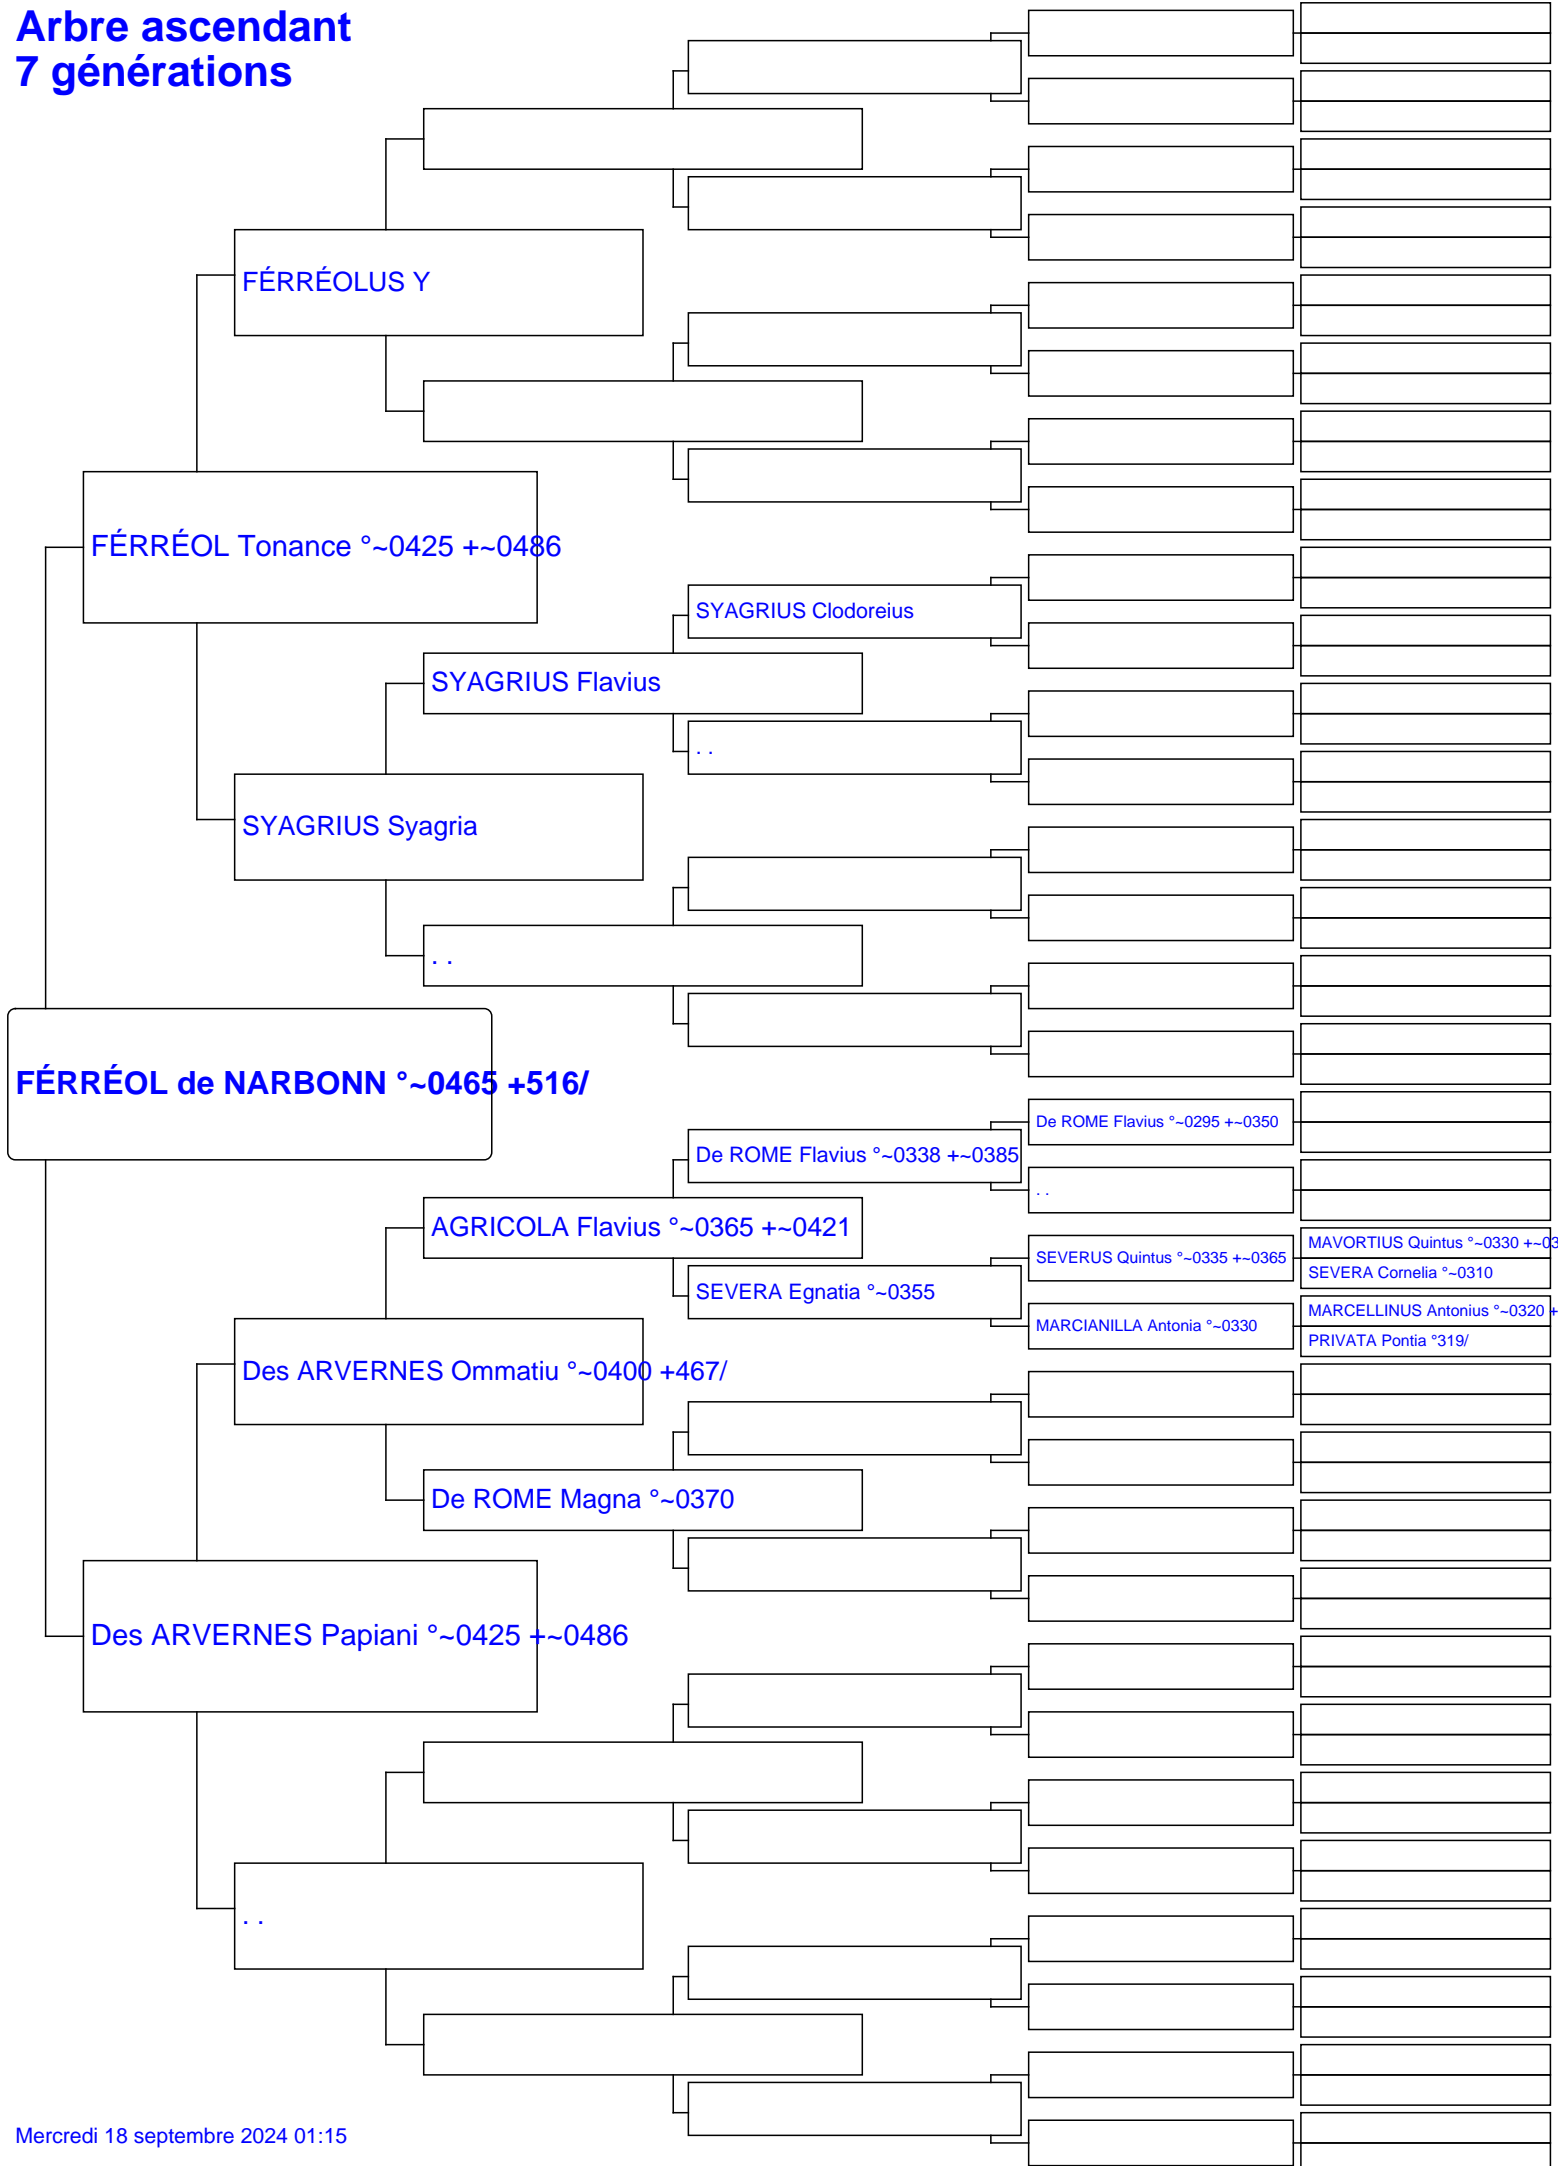 Arbre ascendant
7 générations
FÉRRÉOLUS Y
FÉRRÉOL Tonance °~0425 +~0486
SYAGRIUS Clodoreius
SYAGRIUS Flavius
. .
SYAGRIUS Syagria
. .
FÉRRÉOL de NARBONN °~0465 +516/
De ROME Flavius °~0295 +~0350
De ROME Flavius °~0338 +~0385
. .
AGRICOLA Flavius °~0365 +~0421
MAVORTIUS Quintus °~0330 +~03
SEVERUS Quintus °~0335 +~0365
SEVERA Cornelia °~0310
SEVERA Egnatia °~0355
MARCELLINUS Antonius °~0320 +
MARCIANILLA Antonia °~0330
PRIVATA Pontia °319/
Des ARVERNES Ommatiu °~0400 +467/
De ROME Magna °~0370
Des ARVERNES Papiani °~0425 +~0486
. .
Mercredi 18 septembre 2024 01:15